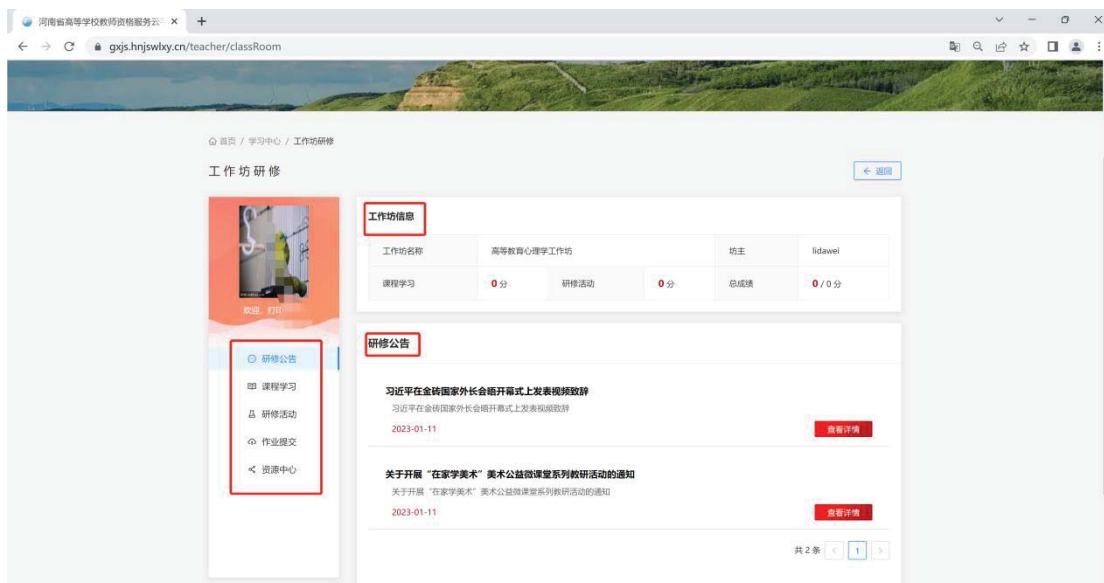 河南省高等学校教师资格服务云
gxjs.hnjswlxy.cn/teacher/classRoom
首页 / 学习中心 / 工作坊研修
工作坊研修
返回
欢迎，
研修公告
课程学习
研修活动
作业提交
资源中心
工作坊信息
工作坊名称 高等教育心理学工作坊 坊主 lidawei
课程学习 0 分 研修活动 0 分 总成绩 0 / 0 分
研修公告
习近平在金砖国家外长会晤开幕式上发表视频致辞
习近平在金砖国家外长会晤开幕式上发表视频致辞
2023-01-11 查看详情
关于开展“在家学美术”美术公益微课堂系列教研活动的通知
关于开展“在家学美术”美术公益微课堂系列教研活动的通知
2023-01-11 查看详情
共 2 条 < 1 >